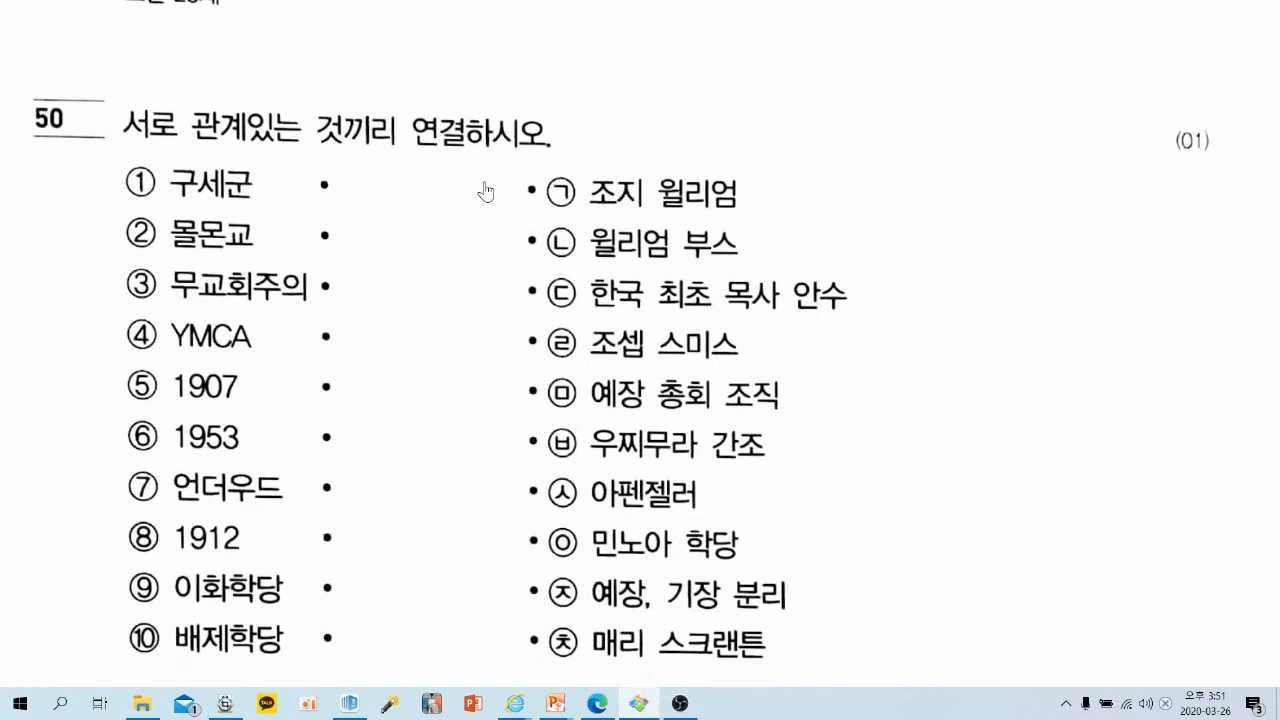 50 서로 관계있는 것끼리 연결하시오.
(01)
① 구세군 • • ㉠ 조지 윌리엄
② 몰몬교 • • ㉡ 윌리엄 부스
③ 무교회주의 • • ㉢ 한국 최초 목사 안수
④ YMCA • • ㉣ 조셉 스미스
⑤ 1907 • • ㉤ 예장 총회 조직
⑥ 1953 • • ㉥ 우찌무라 간조
⑦ 언더우드 • • ㉦ 아펜젤러
⑧ 1912 • • ㉧ 민노아 학당
⑨ 이화학당 • • ㉨ 예장, 기장 분리
⑩ 배제학당 • • ㉩ 매리 스크랜튼
오후 3:51
2020-03-26